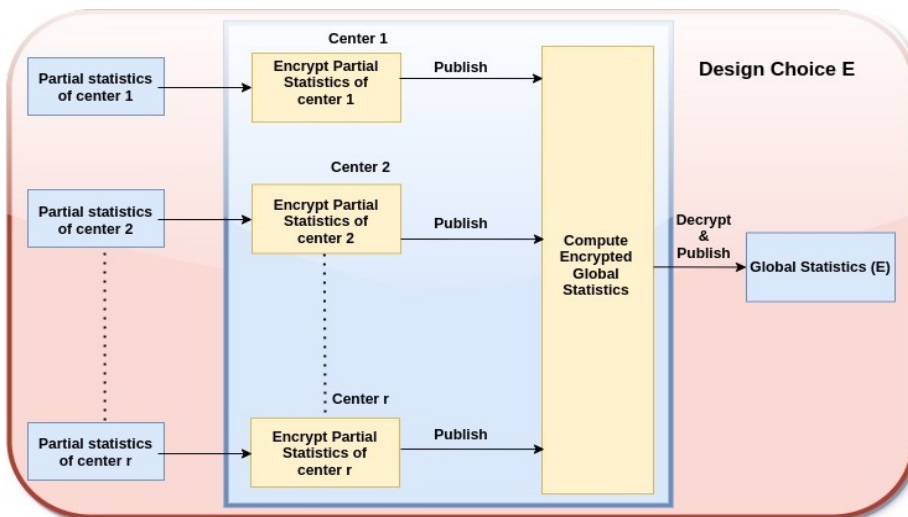 Center 1
Design Choice E
Partial statistics
of center 1
Encrypt Partial
Statistics of
center 1
Publish
Center 2
Partial statistics
of center 2
Encrypt Partial
Statistics of
center 2
Publish
Compute
Encrypted
Global
Statistics
Decrypt
&
Publish
Global Statistics (E)
Center r
Partial statistics
of center r
Encrypt Partial
Statistics of
center r
Publish